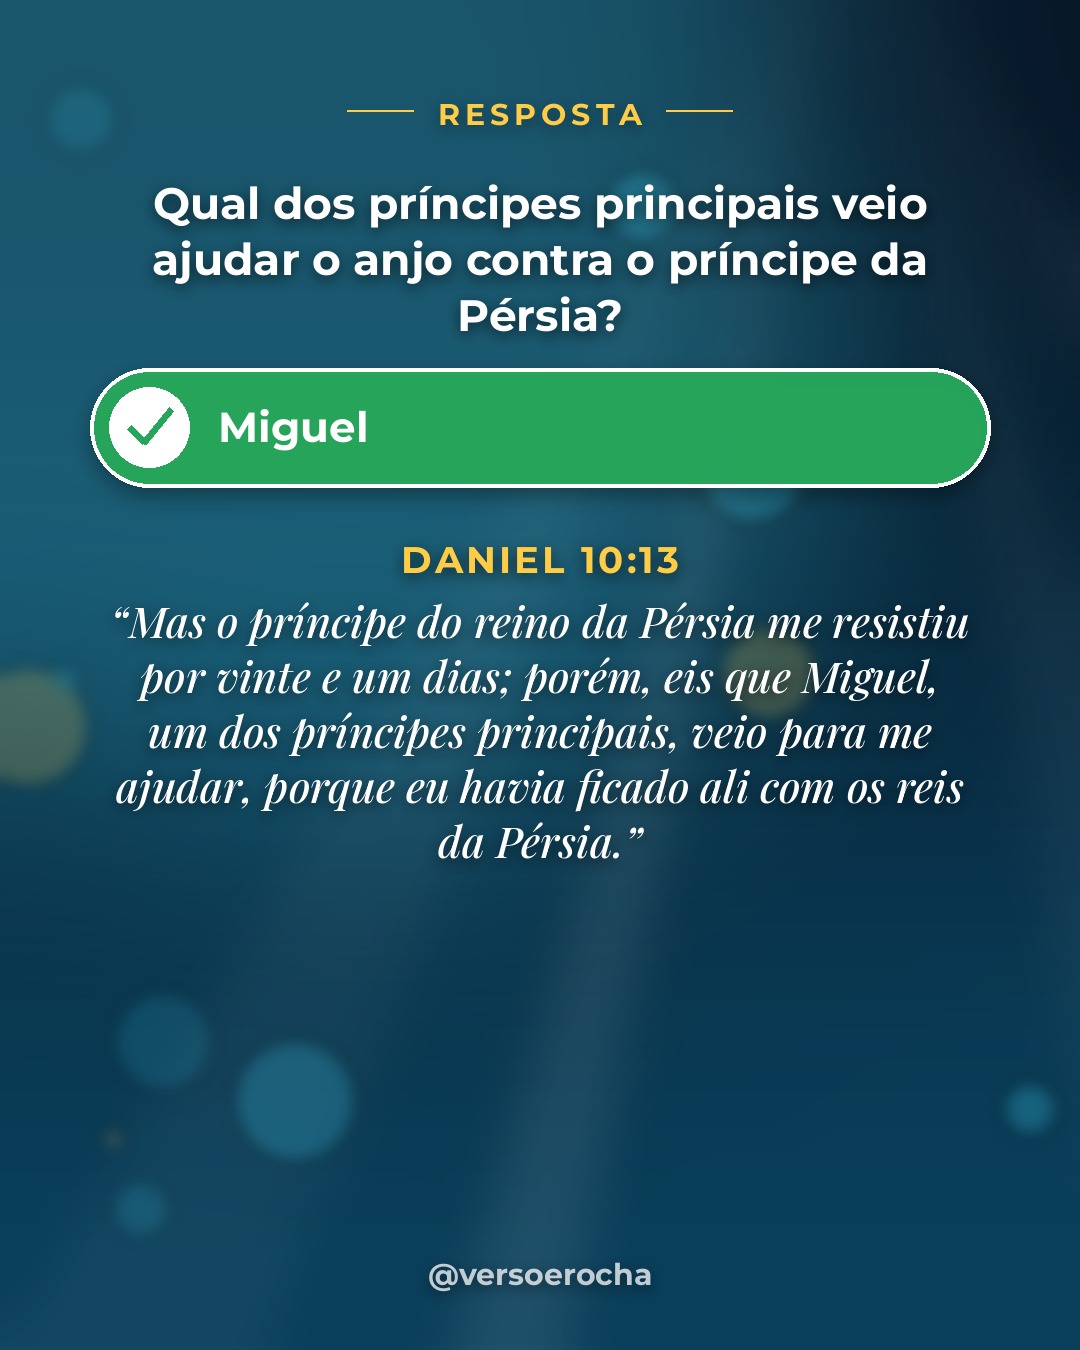 RESPOSTA
Qual dos príncipes principais veio
ajudar o anjo contra o príncipe da
Pérsia?
Miguel
DANIEL 10:13
“Mas o príncipe do reino da Pérsia me resistiu
por vinte e um dias; porém, eis que Miguel,
um dos príncipes principais, veio para me
ajudar, porque eu havia ficado ali com os reis
da Pérsia.”
@versoerocha